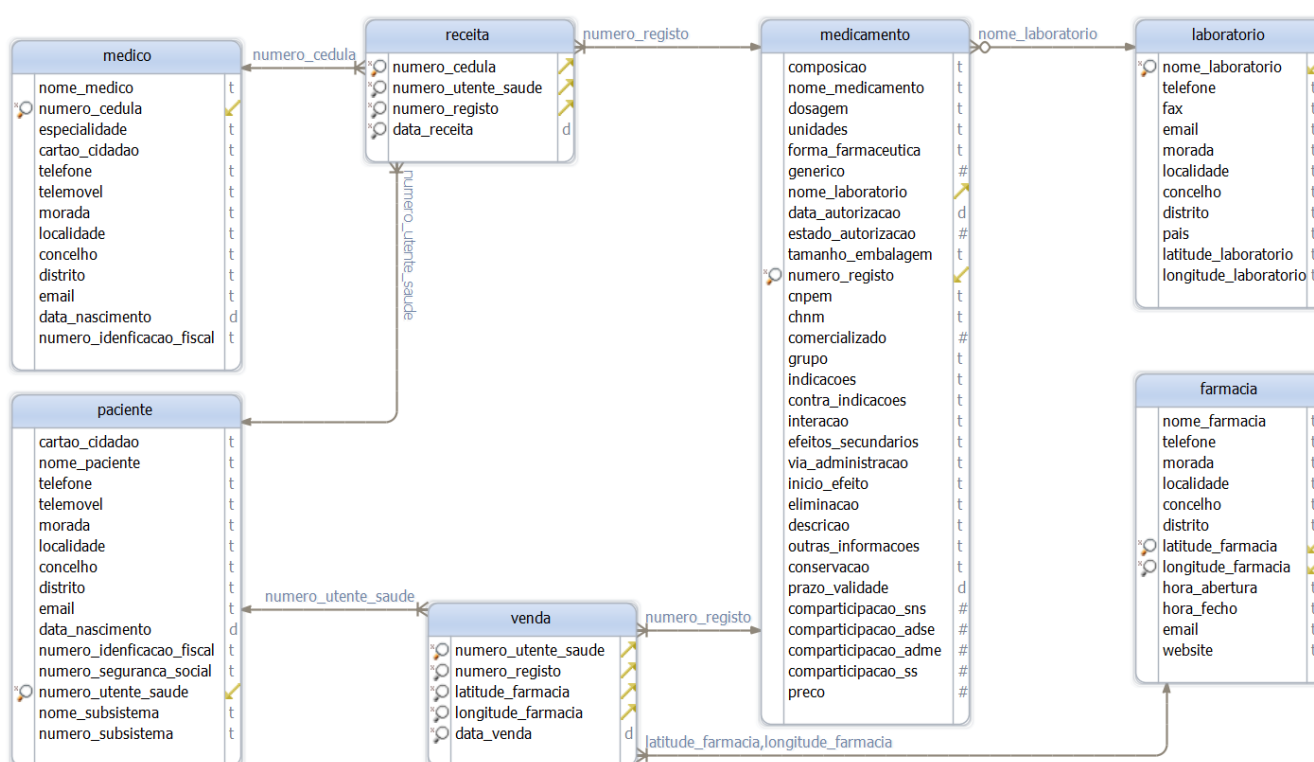 medico
nome_medico t
numero_cedula
especialidade t
cartao_cidadao t
telefone t
telemovel t
morada t
localidade t
concelho t
distrito t
email t
data_nascimento d
numero_idenficacao_fiscal t
numero_cedula
receita
numero_cedula
numero_utente_saude
numero_registo
data_receita d
numero_utente_saude
numero_registo
medicamento
composicao t
nome_medicamento t
dosagem t
unidades t
forma_farmaceutica t
generico #
nome_laboratorio
data_autorizacao d
estado_autorizacao #
tamanho_embalagem t
numero_registo
cnpem t
chnm t
comercializado #
grupo t
indicacoes t
contra_indicacoes t
interacao t
efeitos_secundarios t
via_administracao t
inicio_efeito t
eliminacao t
descricao t
outras_informacoes t
conservacao t
prazo_validade d
comparticipacao_sns #
comparticipacao_adse #
comparticipacao_adme #
comparticipacao_ss #
preco #
nome_laboratorio
laboratorio
nome_laboratorio
telefone t
fax t
email t
morada t
localidade t
concelho t
distrito t
pais t
latitude_laboratorio t
longitude_laboratorio t
paciente
cartao_cidadao t
nome_paciente t
telefone t
telemovel t
morada t
localidade t
concelho t
distrito t
email t
data_nascimento d
numero_idenficacao_fiscal t
numero_seguranca_social t
numero_utente_saude
nome_subsistema t
numero_subsistema t
numero_utente_saude
venda
numero_utente_saude
numero_registo
latitude_farmacia
longitude_farmacia
data_venda d
numero_registo
latitude_farmacia,longitude_farmacia
farmacia
nome_farmacia t
telefone t
morada t
localidade t
concelho t
distrito t
latitude_farmacia
longitude_farmacia
hora_abertura t
hora_fecho t
email t
website t